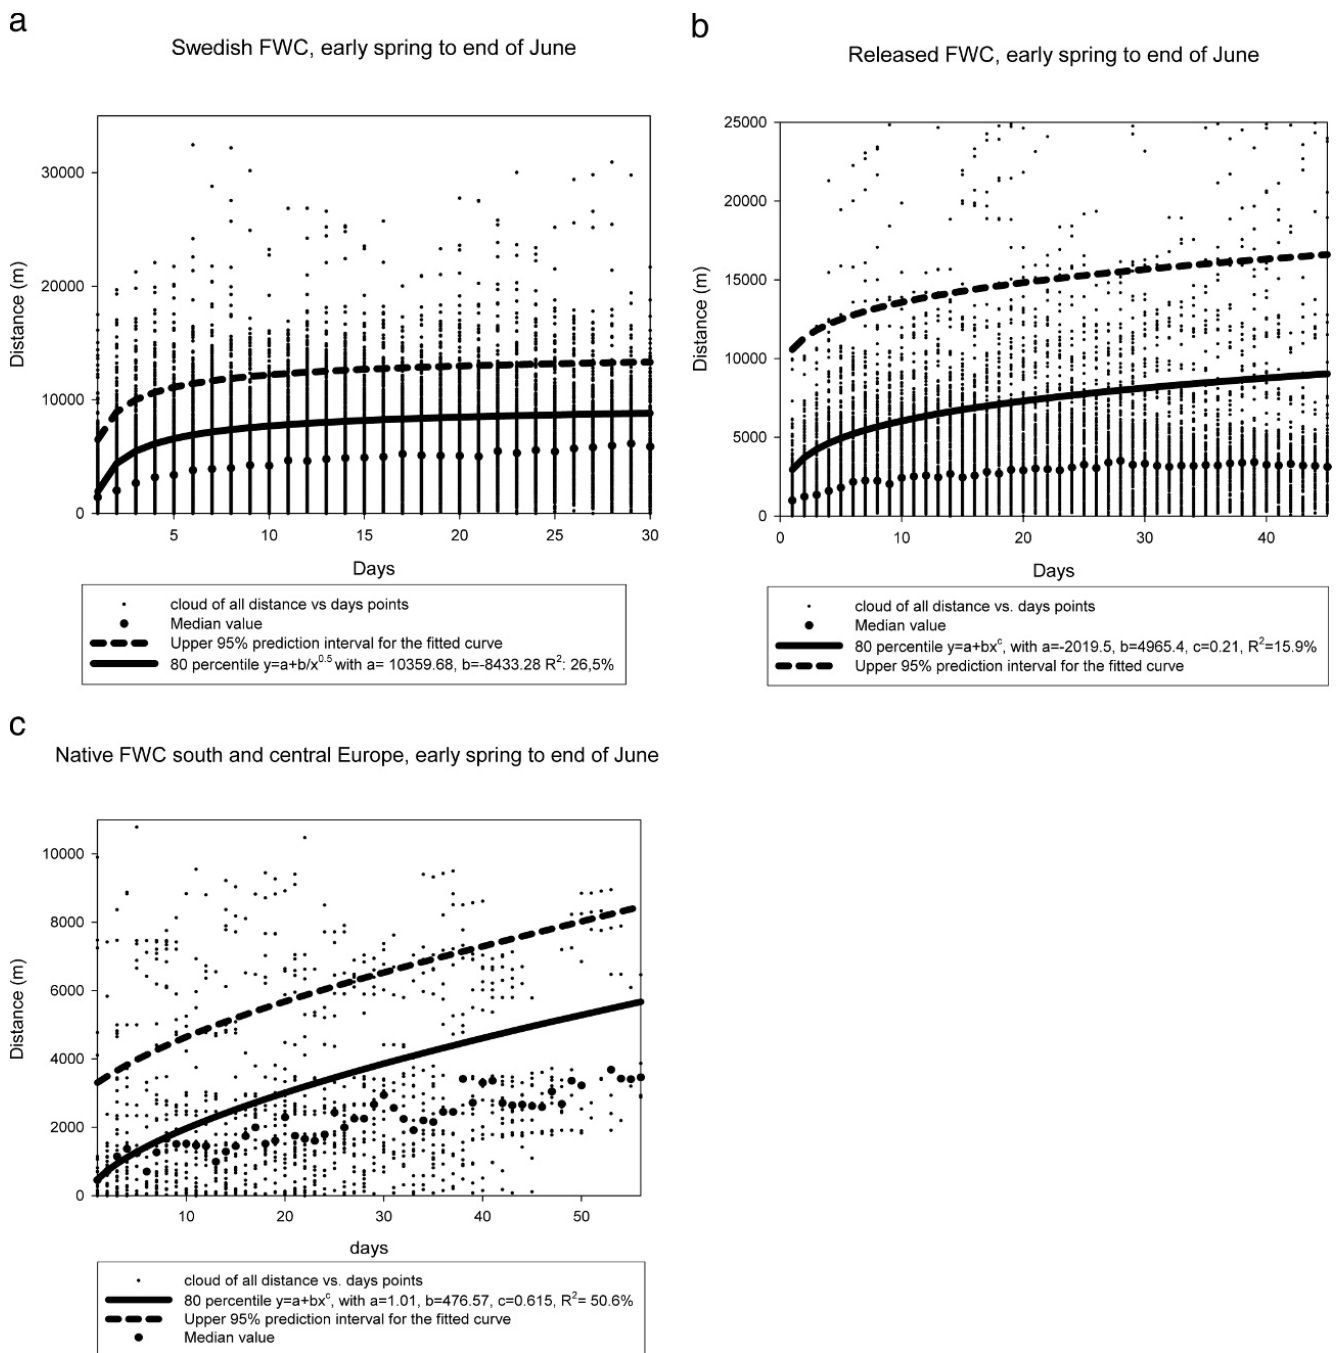 a
Swedish FWC, early spring to end of June
Distance (m)
30000
20000
10000
0
5
10
15
20
25
30
Days
cloud of all distance vs days points
Median value
Upper 95% prediction interval for the fitted curve
80 percentile y=a+b/x^0.5 with a= 10359.68, b=-8433.28 R²: 26,5%
b
Released FWC, early spring to end of June
Distance (m)
25000
20000
15000
10000
5000
0
0
10
20
30
40
Days
cloud of all distance vs. days points
Median value
80 percentile y=a+bx^c, with a=-2019.5, b=4965.4, c=0.21, R²=15.9%
Upper 95% prediction interval for the fitted curve
c
Native FWC south and central Europe, early spring to end of June
Distance (m)
10000
8000
6000
4000
2000
0
10
20
30
40
50
days
cloud of all distance vs. days points
80 percentile y=a+bx^c, with a=1.01, b=476.57, c=0.615, R²= 50.6%
Upper 95% prediction interval for the fitted curve
Median value